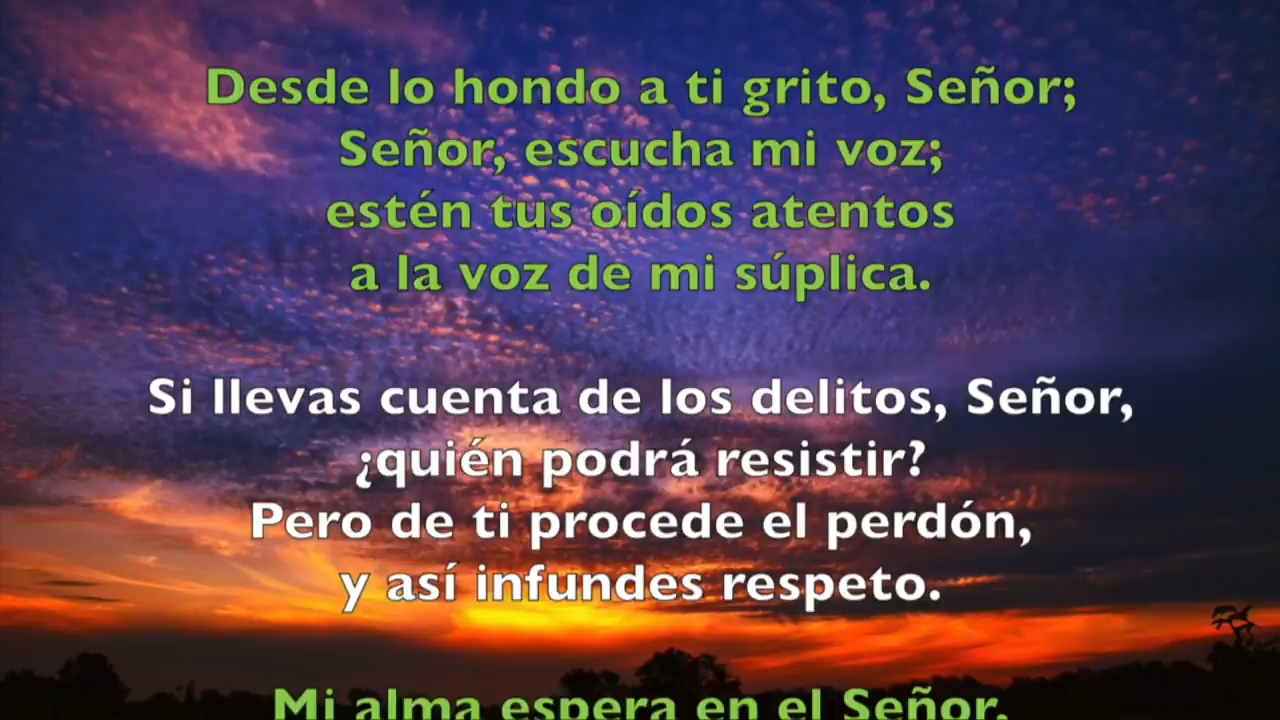 Desde lo hondo a ti grito, Señor;
Señor, escucha mi voz;
estén tus oídos atentos
a la voz de mi súplica.
Si llevas cuenta de los delitos, Señor,
¿quién podrá resistir?
Pero de ti procede el perdón,
y así infundes respeto.
Mi alma espera en el Señor,